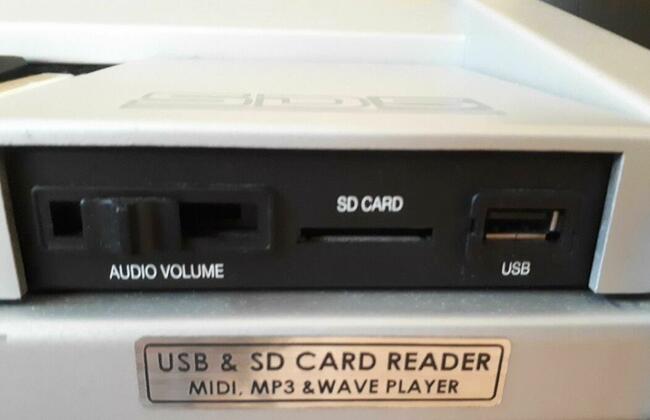 SD CARD
AUDIO VOLUME
USB
USB & SD CARD READER
MIDI, MP3 & WAVE PLAYER